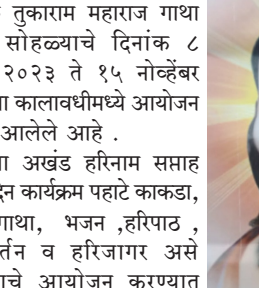 तुकाराम महाराज गाथा
सोहळ्याचे दिनांक ८
२०२३ ते १५ नोव्हेंबर
कालावधीमध्ये आयोजन
आलेले आहे .
अखंड हरिनाम सप्ताह
कार्यक्रम पहाटे काकडा,
गाथा, भजन ,हरिपाठ ,
व हरिजागर असे
आयोजन करण्यात